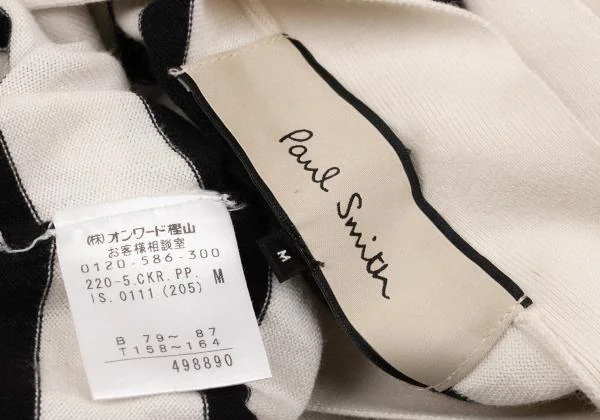 Paul Smith
M
(株)オンワード樫山
お客様相談室
0120-586-300
220-5.CKR.PP. M
IS.0111 (205)
B 79～ 87
T158～164
498890